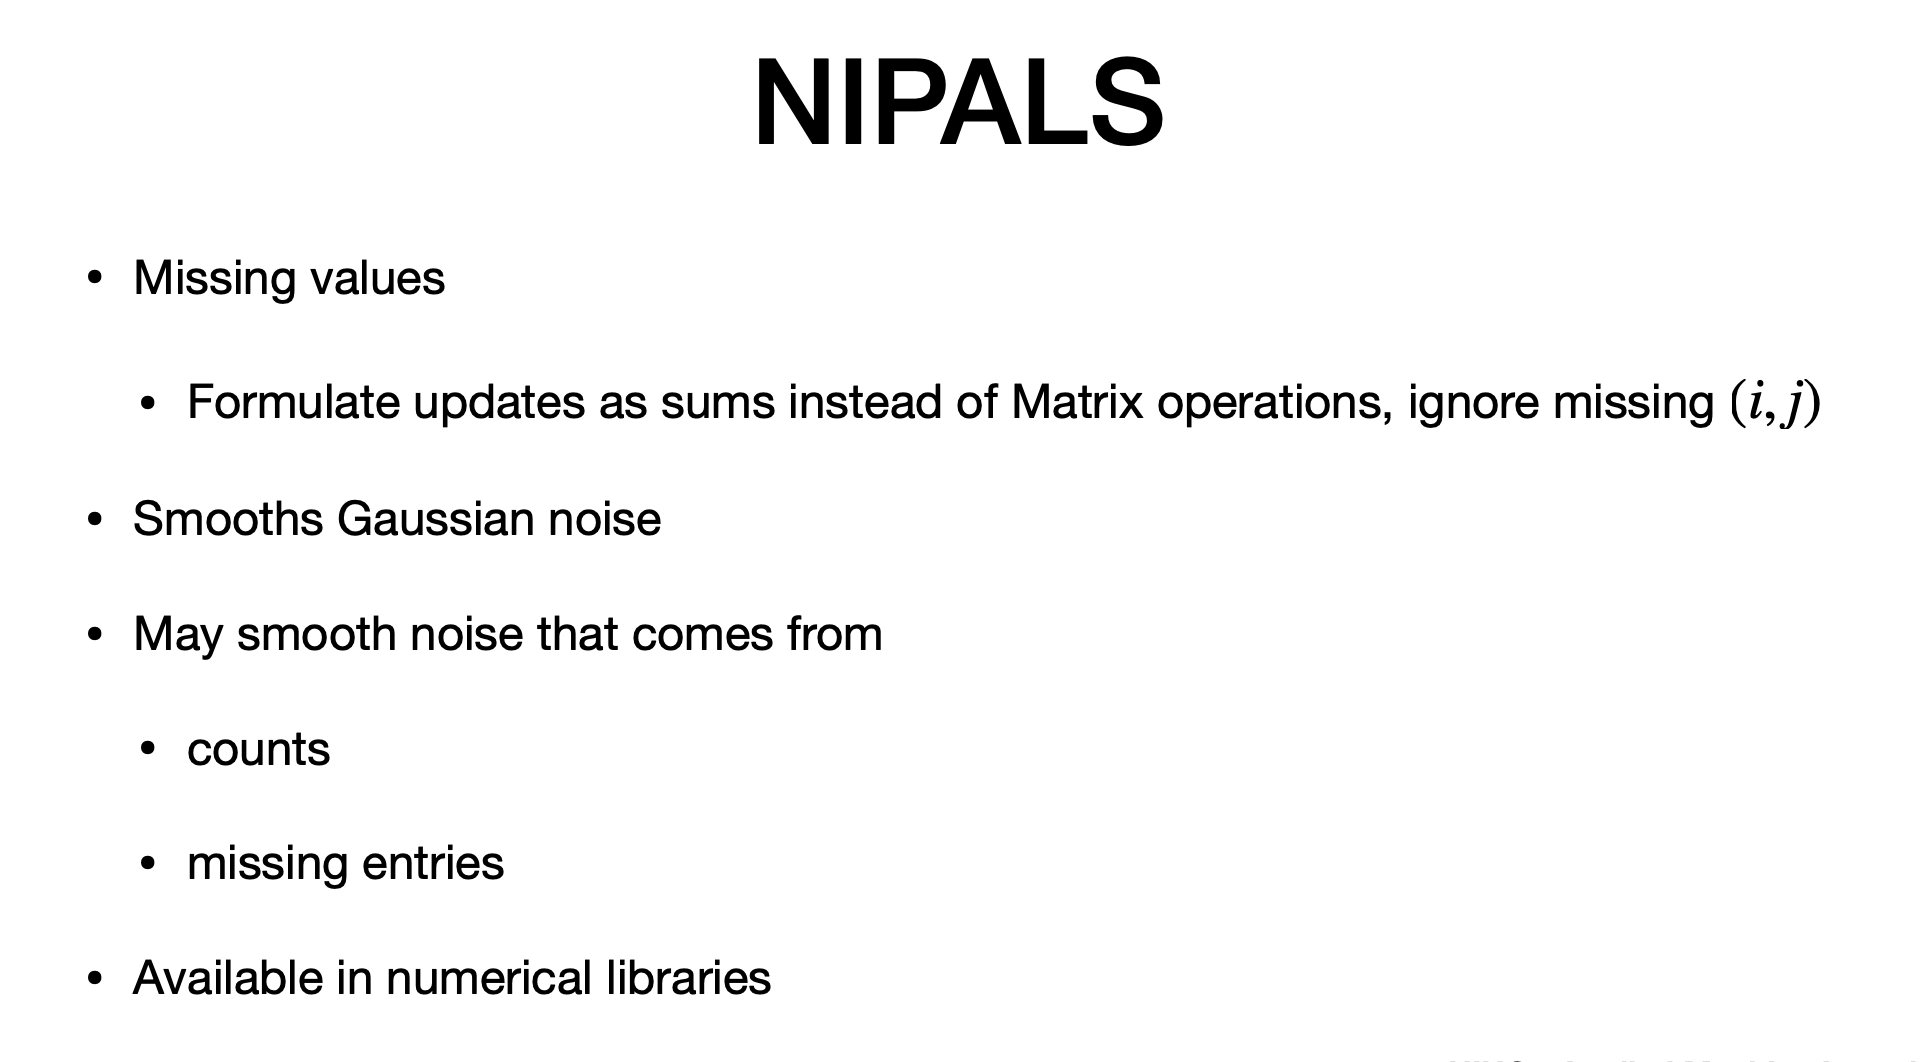 NIPALS
• Missing values
• Formulate updates as sums instead of Matrix operations, ignore missing (i, j)
• Smooths Gaussian noise
• May smooth noise that comes from
• counts
• missing entries
• Available in numerical libraries